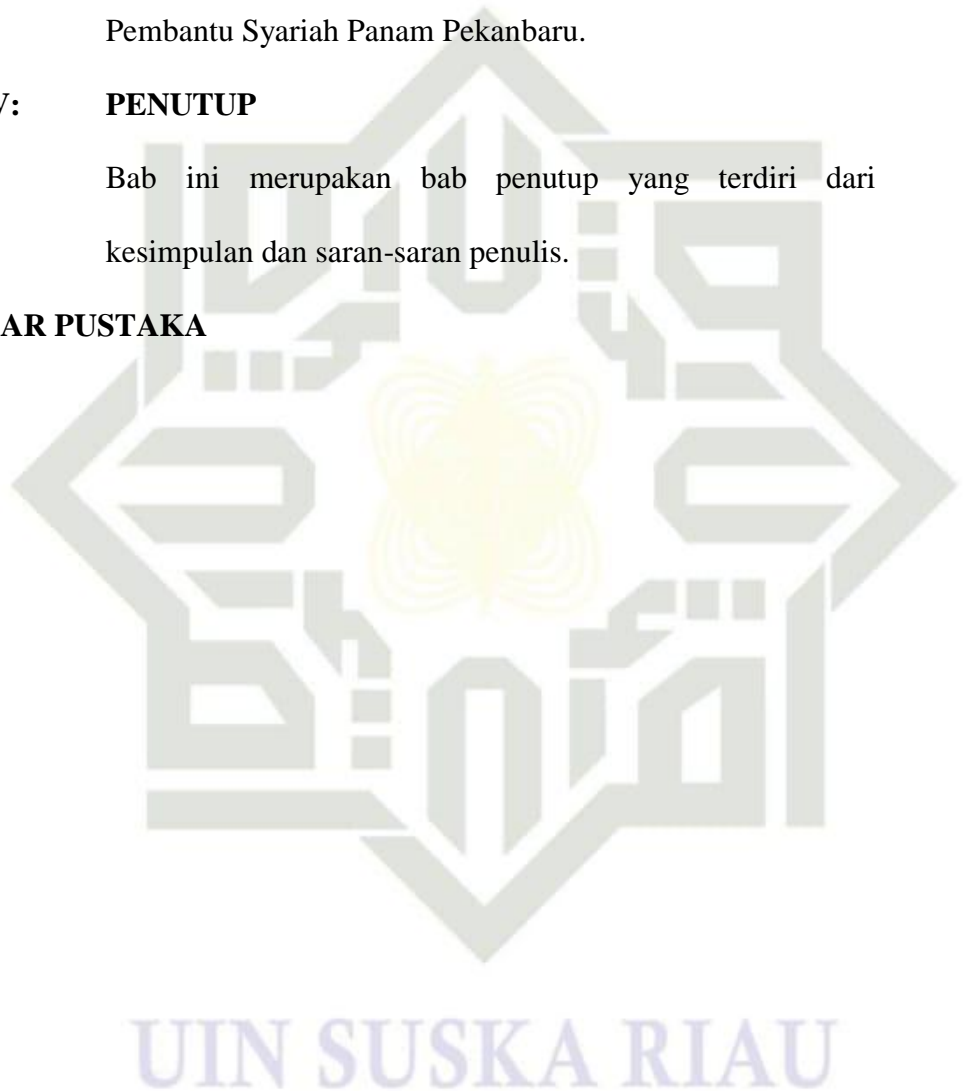 Pembantu Syariah Panam Pekanbaru.
V: PENUTUP
Bab ini merupakan bab penutup yang terdiri dari
kesimpulan dan saran-saran penulis.
AR PUSTAKA
UIN SUSKA RIAU